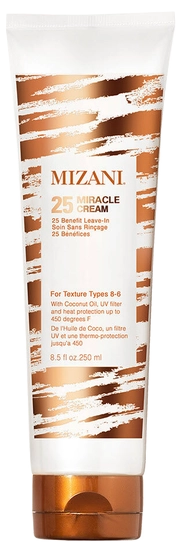 MIZANI.
25 MIRACLE
CREAM
25 Benefit Leave-In
Soin Sans Rinçage
25 Bénéfices
For Texture Types 8-6
With Coconut Oil, UV filter
and heat protection up to
450 degrees F
De l'Huile de Coco, un filtre
UV et une thermo-protection
jusqu'a 450
8.5 fl.oz.250 ml